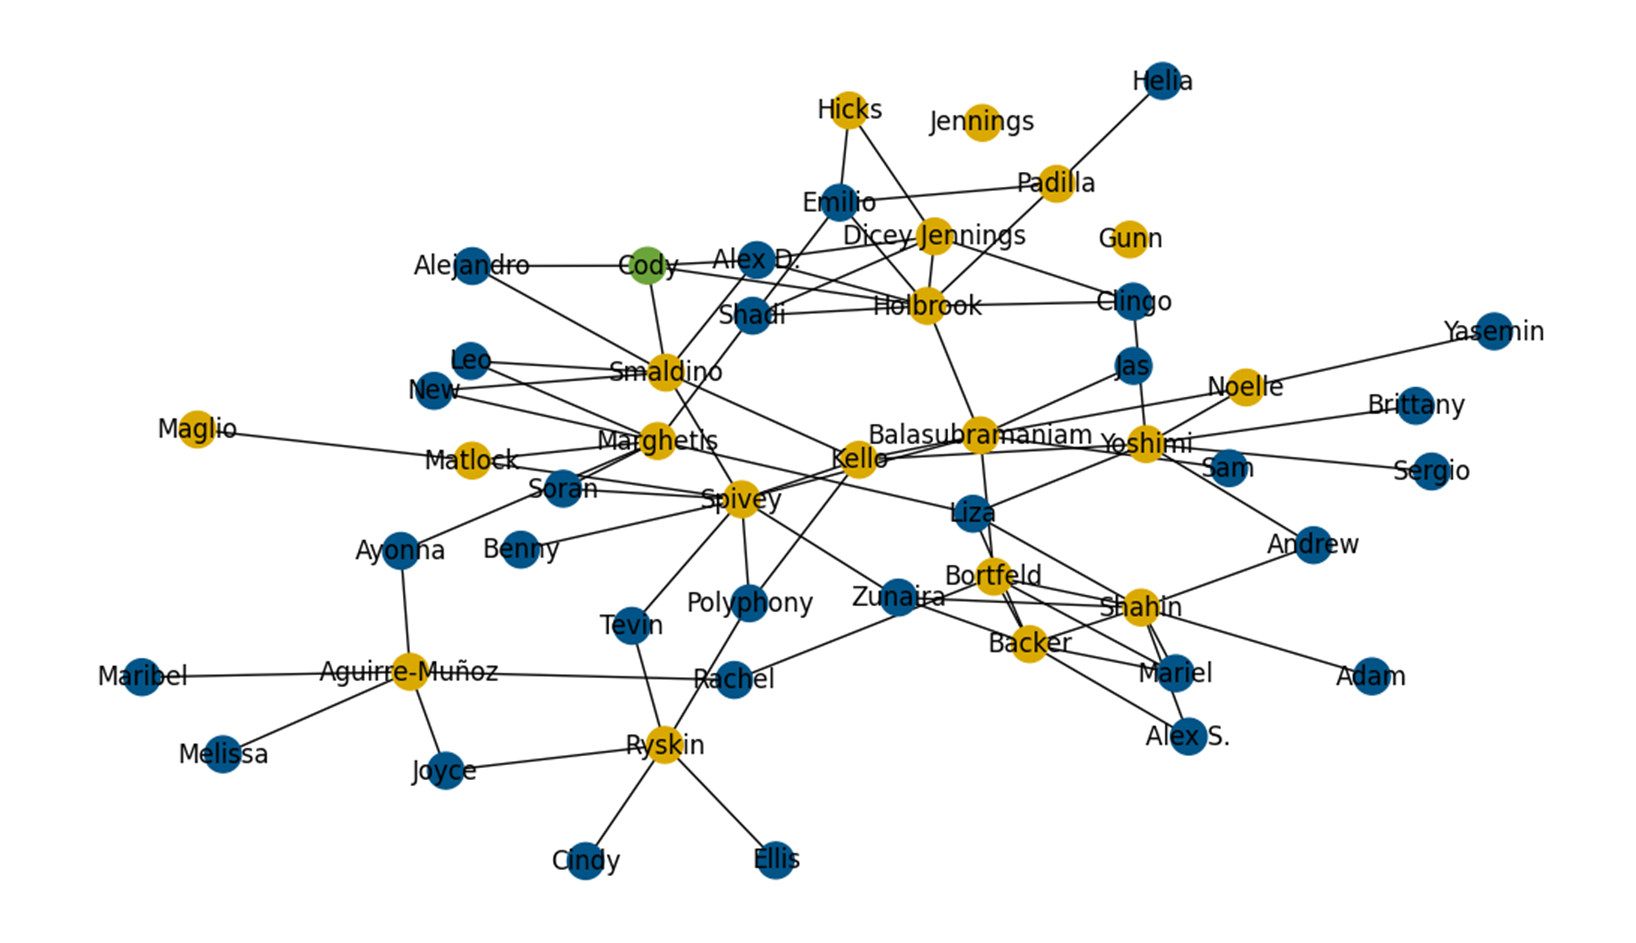 Helia
Hicks
Jennings
Padilla
Emilio
Dicey Jennings
Gunn
Alejandro
Cody
Alex D.
Shadi
Holbrook
Clingo
Yasemin
Leo
Smaldino
Jas
New
Noelle
Brittany
Maglio
Marghetis
Balasubramaniam
Yoshimi
Matlock
Kello
Sam
Sergio
Soran
Spivey
Liza
Ayonna
Benny
Andrew
Bortfeld
Polyphony
Zunaira
Shahin
Tevin
Backer
Maribel
Aguirre-Muñoz
Rachel
Mariel
Adam
Melissa
Ryskin
Alex S.
Joyce
Cindy
Ellis